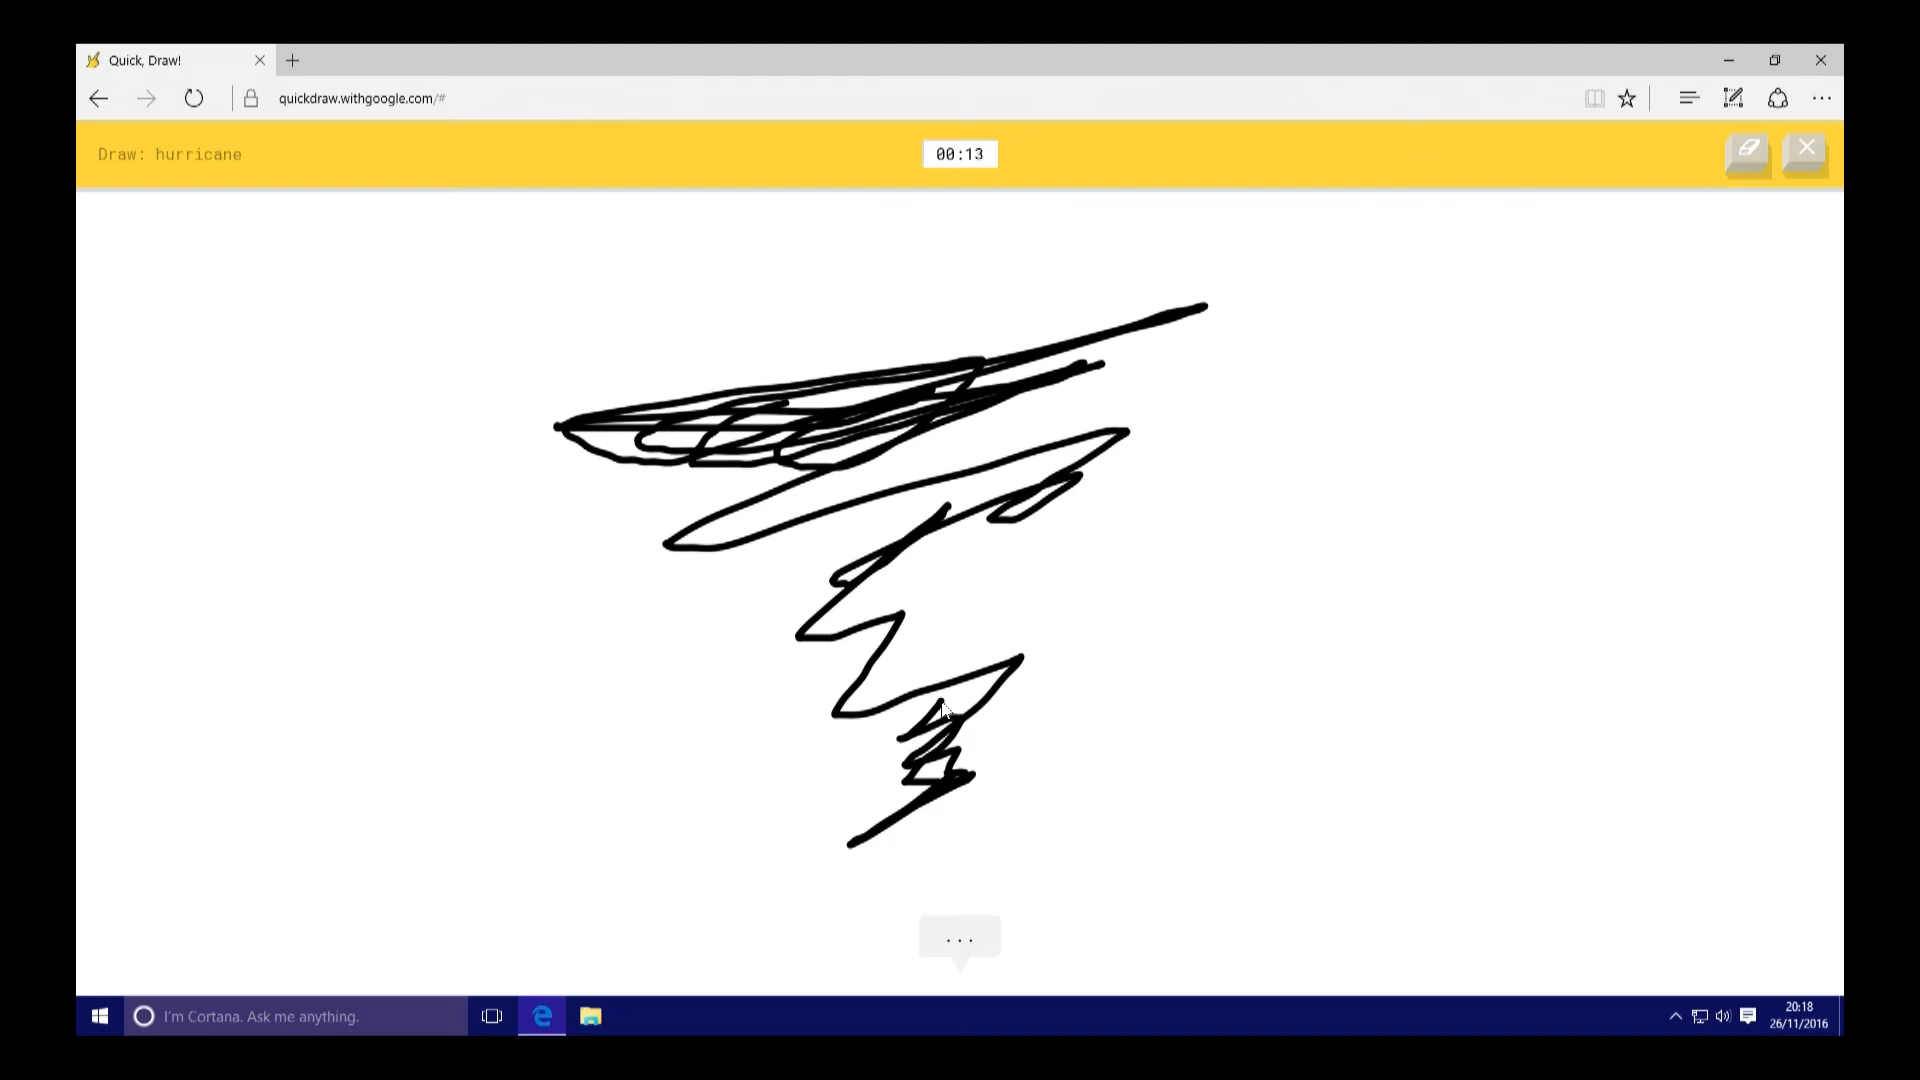 Quick, Draw!
quickdraw.withgoogle.com/#
Draw: hurricane
00:13
...
I'm Cortana. Ask me anything.
20:18
26/11/2016